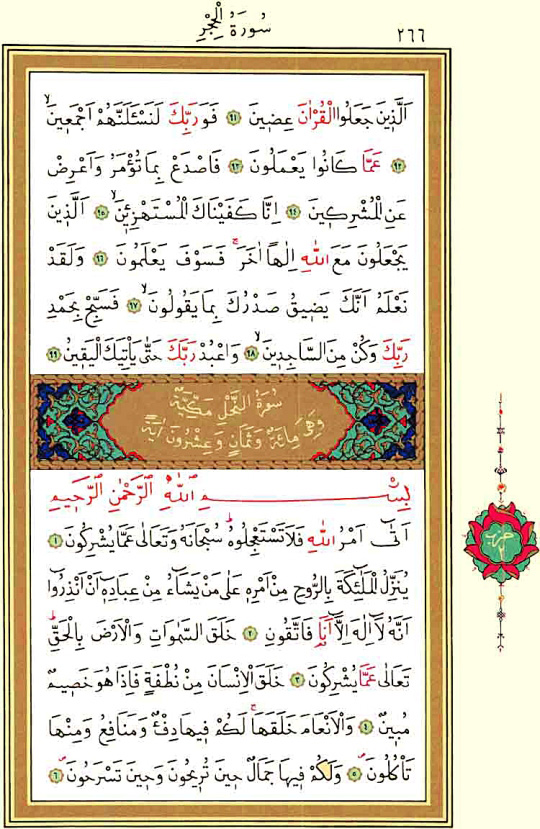 ٢٦٦
سُورَةُ الْحِجْرِ
اَلَّذٖينَ جَعَلُوا الْقُرْاٰنَ عِضٖينَ ﴿٩١﴾ فَوَرَبِّكَ لَنَسْـَٔلَنَّهُمْ اَجْمَعٖينَۙ
﴿٩٢﴾ عَمَّا كَانُوا يَعْمَلُونَ ﴿٩٣﴾ فَاصْدَعْ بِمَا تُؤْمَرُ وَاَعْرِضْ
عَنِ الْمُشْرِكٖينَ ﴿٩٤﴾ اِنَّا كَفَيْنَاكَ الْمُسْتَهْزِئٖينَۙ ﴿٩٥﴾ اَلَّذٖينَ
يَجْعَلُونَ مَعَ اللّٰهِ اِلٰهًا اٰخَرَۚ فَسَوْفَ يَعْلَمُونَ ﴿٩٦﴾ وَلَقَدْ
نَعْلَمُ اَنَّكَ يَضٖيقُ صَدْرُكَ بِمَا يَقُولُونَۙ ﴿٩٧﴾ فَسَبِّحْ بِحَمْدِ
رَبِّكَ وَكُنْ مِنَ السَّاجِدٖينَۙ ﴿٩٨﴾ وَاعْبُدْ رَبَّكَ حَتّٰى يَاْتِيَكَ الْيَقٖينُ ﴿٩٩﴾
سُورَةُ النَّحْلِ مَكِّيَّةٌ
وَهِيَ مِائَةٌ وَثَمَانٍ وَعِشْرُونَ اٰيَةً
بِسْمِ اللّٰهِ الرَّحْمٰنِ الرَّحٖيمِ
اَتٰٓى اَمْرُ اللّٰهِ فَلَا تَسْتَعْجِلُوهُؕ سُبْحَانَهُ وَتَعَالٰى عَمَّا يُشْرِكُونَ ﴿١﴾
يُنَزِّلُ الْمَلٰٓئِكَةَ بِالرُّوحِ مِنْ اَمْرِهٖ عَلٰى مَنْ يَشَٓاءُ مِنْ عِبَادِهٖٓ اَنْ اَنْذِرُٓوا
اَنَّهُ لَٓا اِلٰهَ اِلَّٓا اَنَا۬ فَاتَّقُونِ ﴿٢﴾ خَلَقَ السَّمٰوَاتِ وَالْاَرْضَ بِالْحَقِّؕ
تَعَالٰى عَمَّا يُشْرِكُونَ ﴿٣﴾ خَلَقَ الْاِنْسَانَ مِنْ نُطْفَةٍ فَاِذَا هُوَ خَصٖيمٌ
مُبٖينٌ ﴿٤﴾ وَالْاَنْعَامَ خَلَقَهَاۚ لَكُمْ فٖيهَا دِفْءٌ وَمَنَافِعُ وَمِنْهَا
تَاْكُلُونَࣕ ﴿٥﴾ وَلَكُمْ فٖيهَا جَمَالٌ حٖينَ تُرٖيحُونَ وَحٖينَ تَسْرَحُونَࣕ ﴿٦﴾
حزب